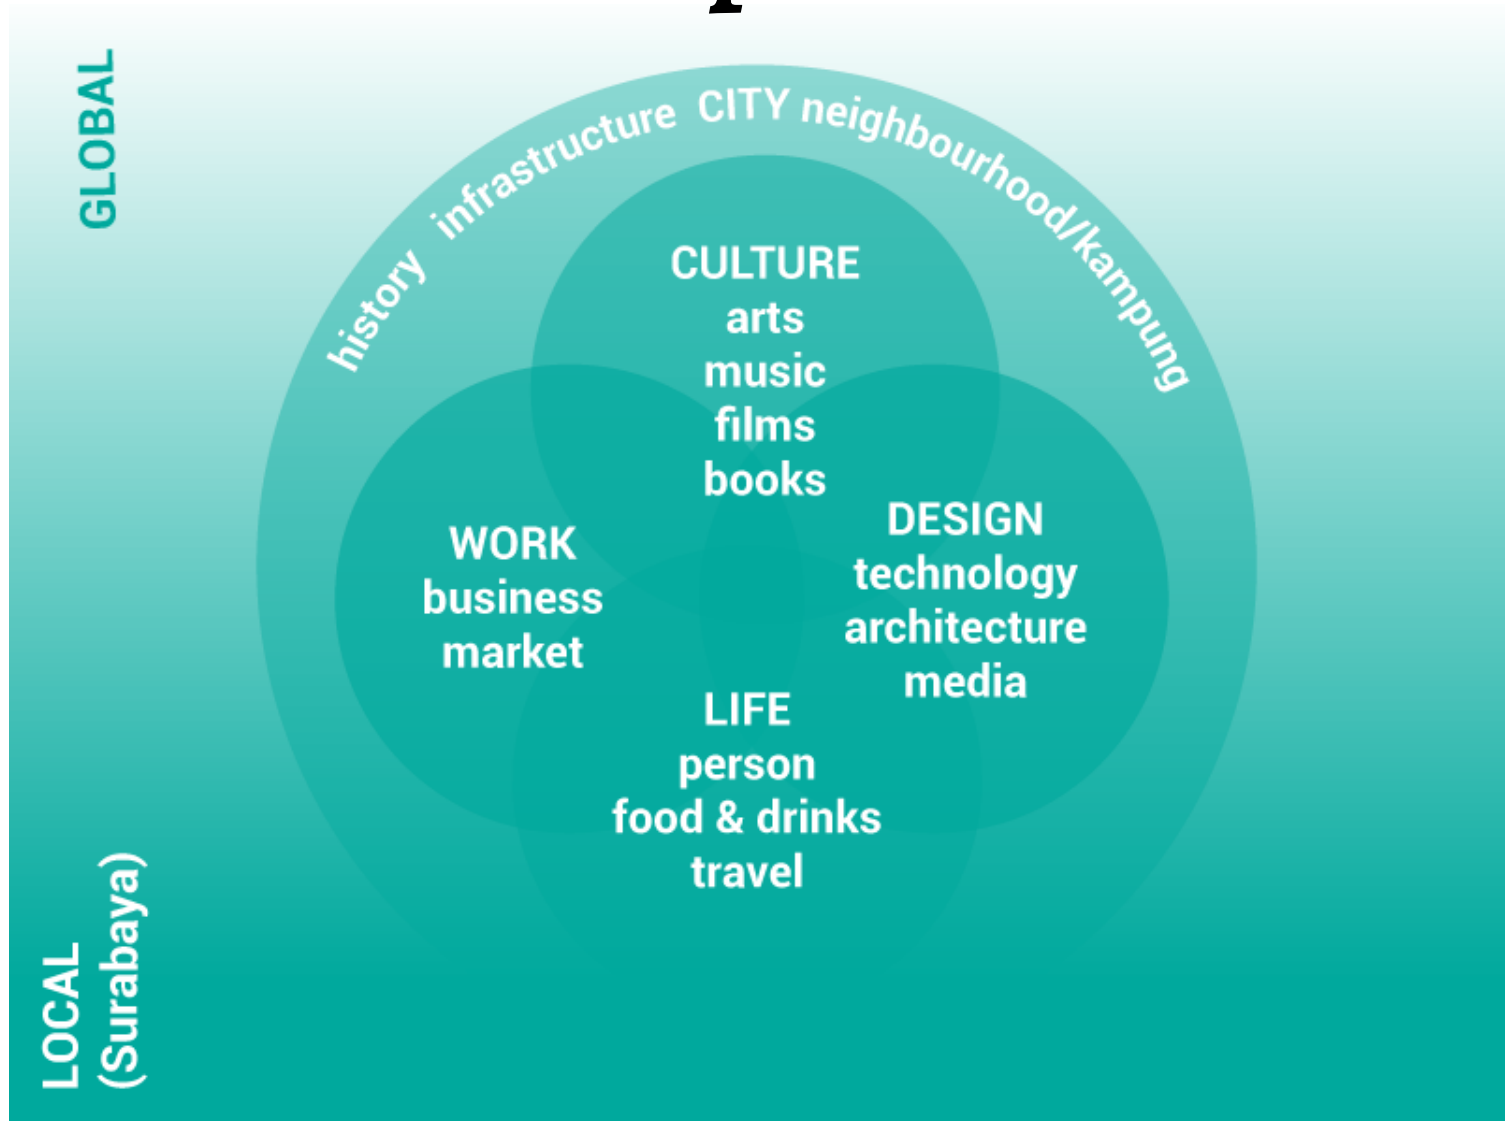 GLOBAL
history infrastructure CITY neighbourhood/kampung
CULTURE
arts
music
films
books
WORK
business
market
DESIGN
technology
architecture
media
LIFE
person
food & drinks
travel
LOCAL
(Surabaya)